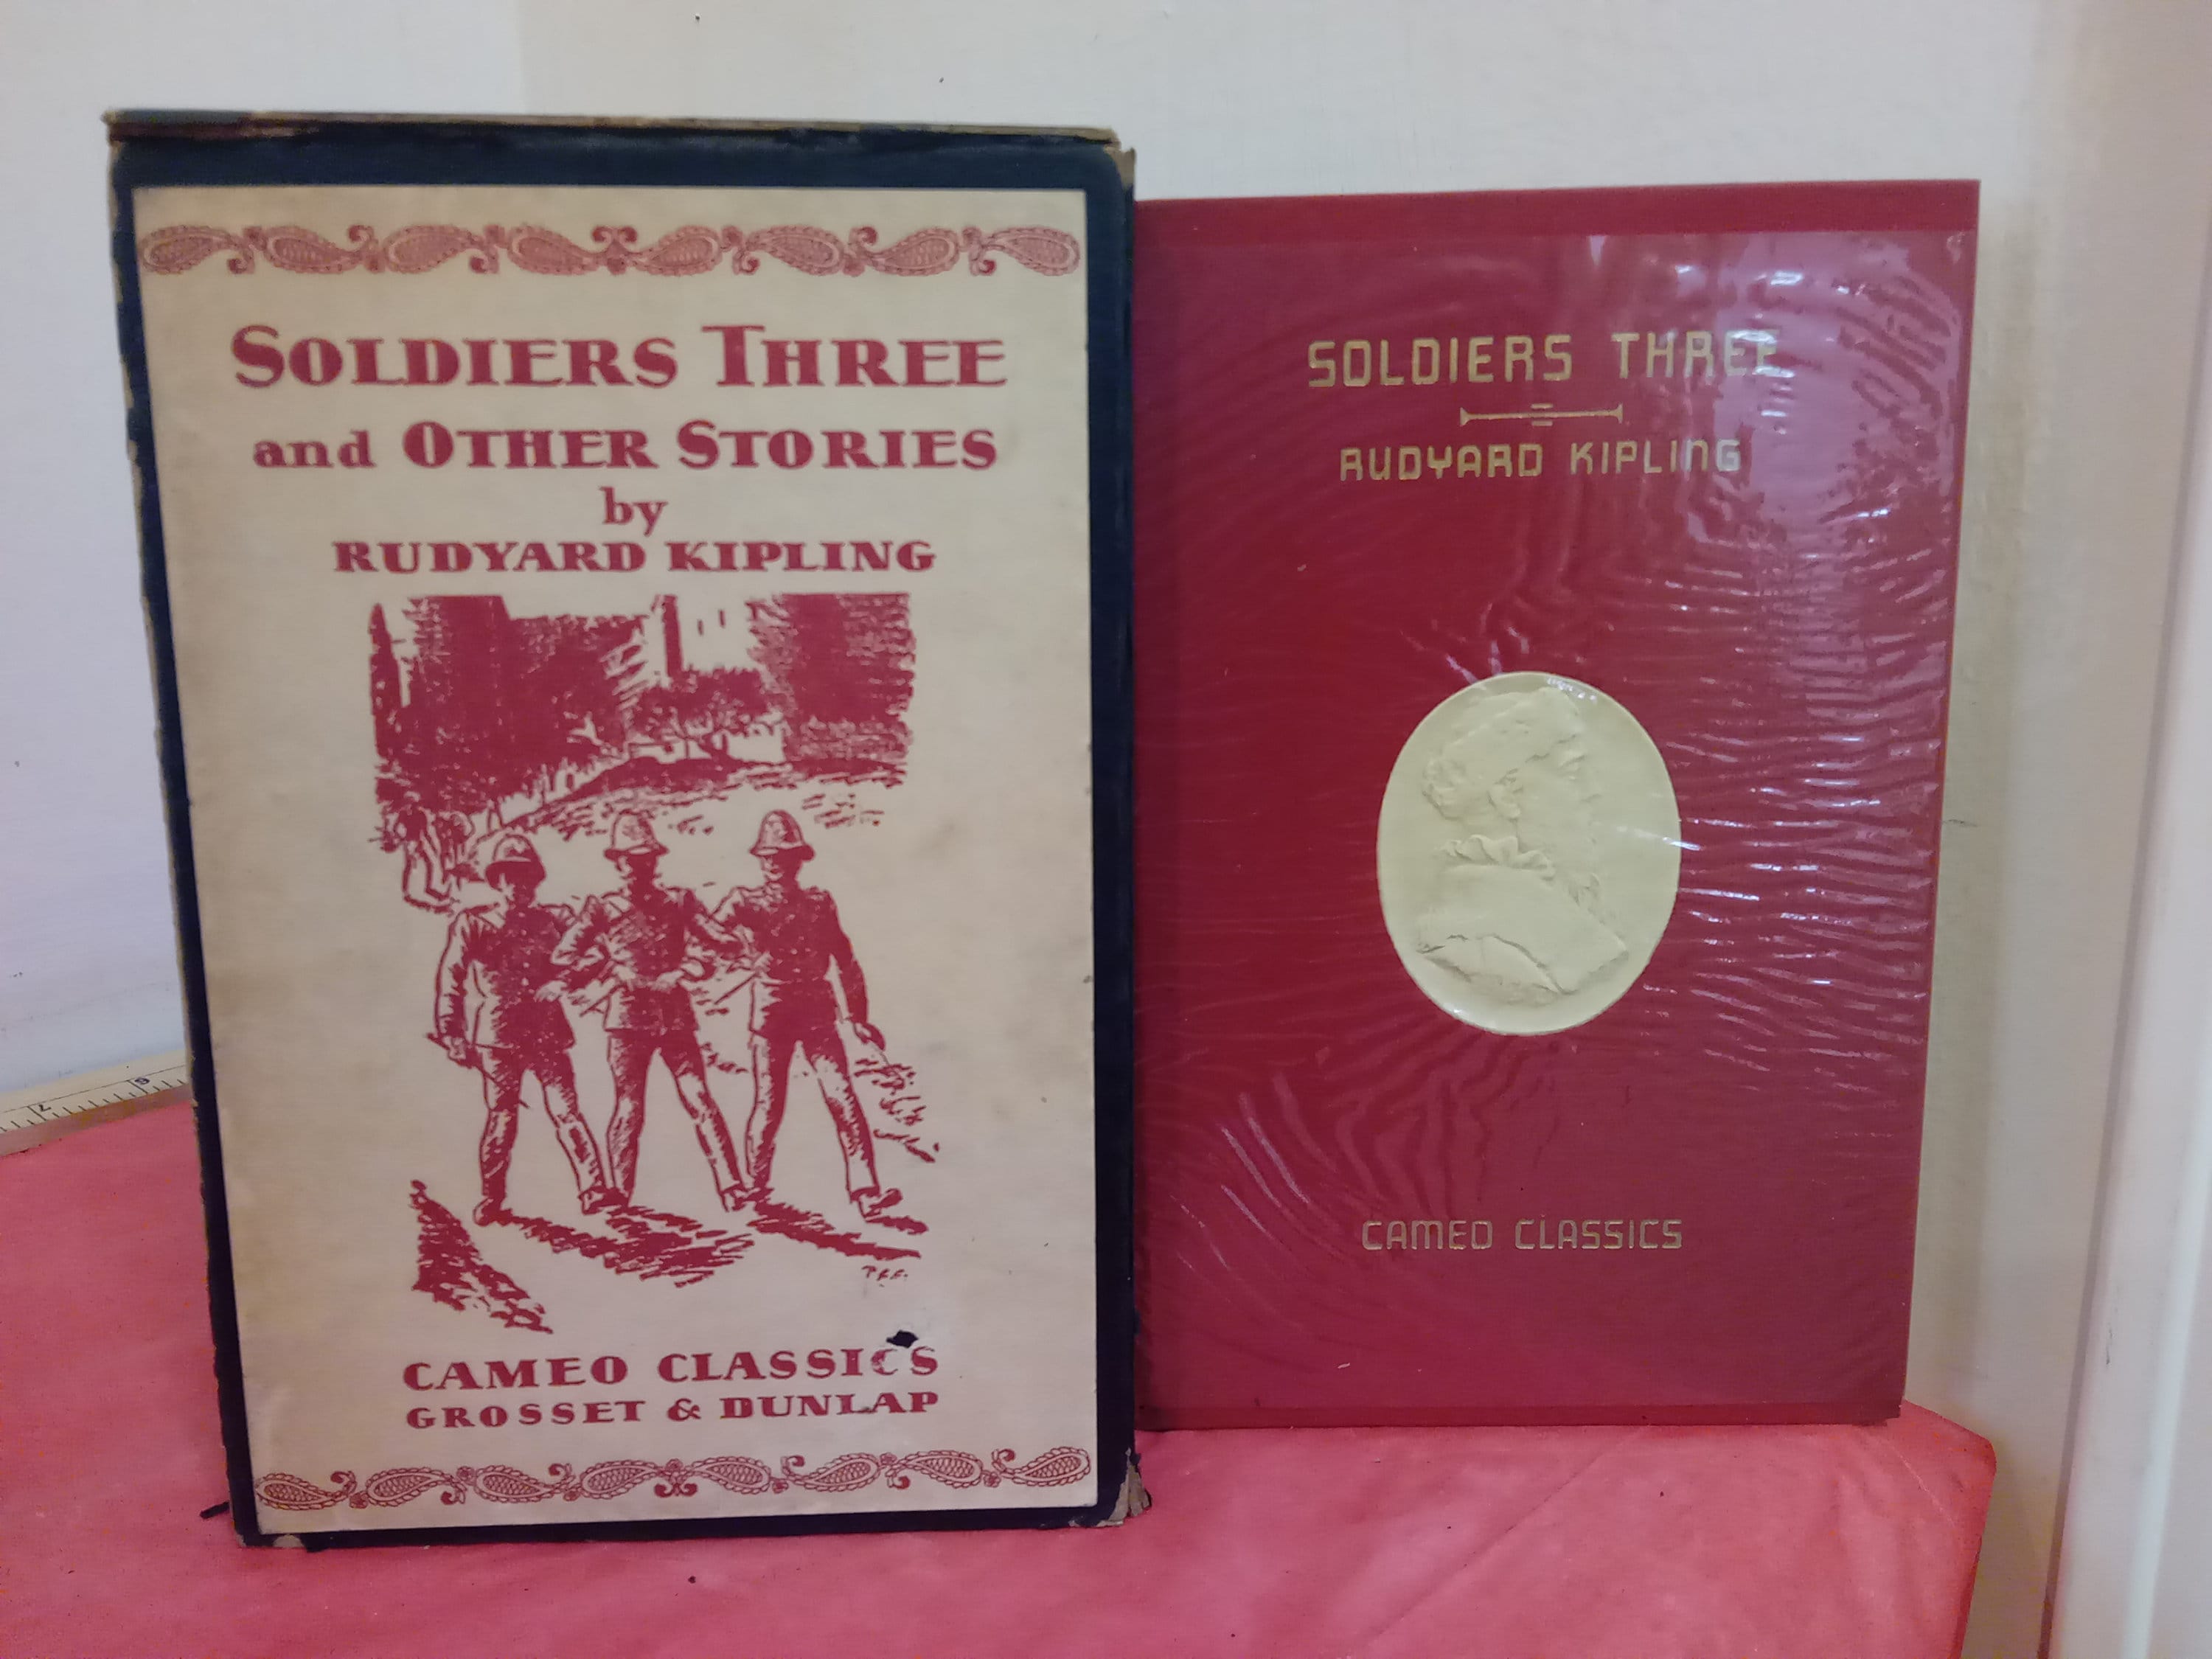 SOLDIERS THREE
and OTHER STORIES
by
RUDYARD KIPLING
CAMEO CLASSICS
GROSSET & DUNLAP
SOLDIERS THREE
RUDYARD KIPLING
CAMEO CLASSICS